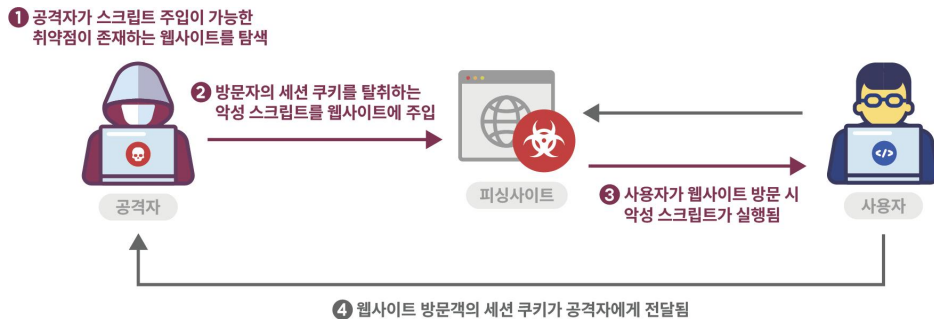 ❶ 공격자가 스크립트 주입이 가능한
취약점이 존재하는 웹사이트를 탐색
❷ 방문자의 세션 쿠키를 탈취하는
악성 스크립트를 웹사이트에 주입
공격자
피싱사이트
</>
❸ 사용자가 웹사이트 방문 시
악성 스크립트가 실행됨
사용자
❹ 웹사이트 방문객의 세션 쿠키가 공격자에게 전달됨